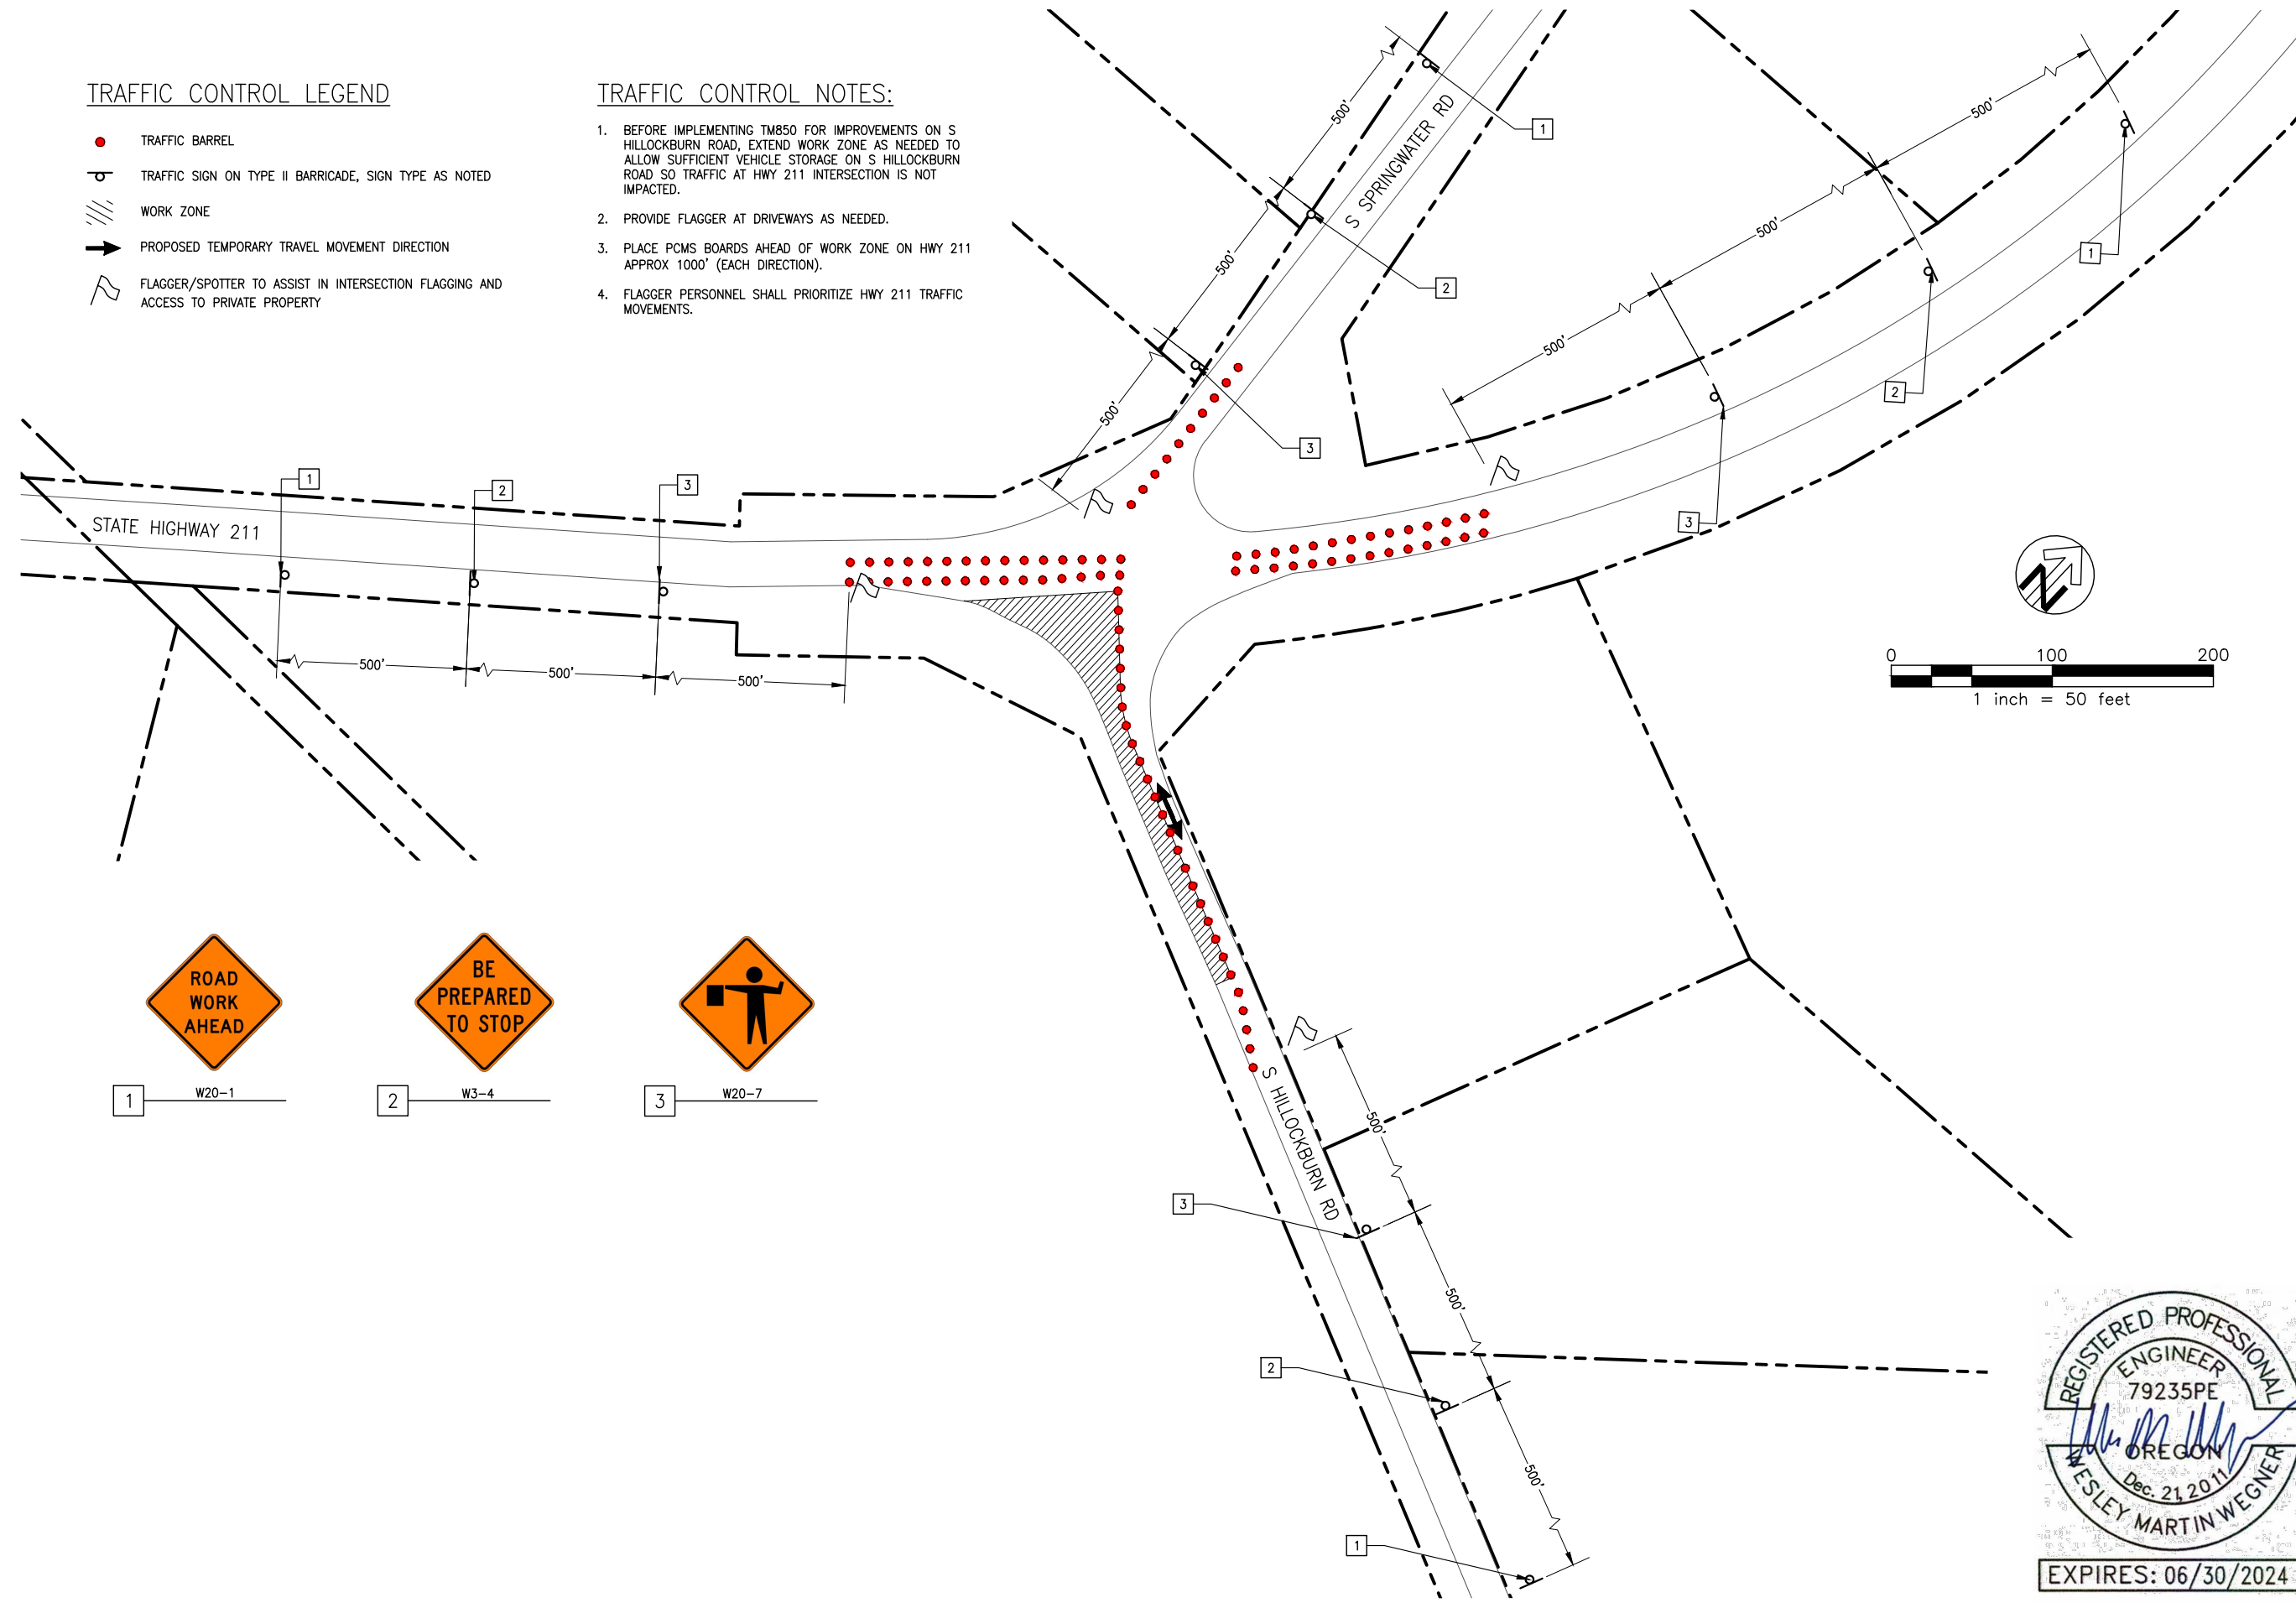 TRAFFIC CONTROL LEGEND
TRAFFIC BARREL
TRAFFIC SIGN ON TYPE II BARRICADE, SIGN TYPE AS NOTED
WORK ZONE
PROPOSED TEMPORARY TRAVEL MOVEMENT DIRECTION
FLAGGER/SPOTTER TO ASSIST IN INTERSECTION FLAGGING AND
ACCESS TO PRIVATE PROPERTY
TRAFFIC CONTROL NOTES:
1. BEFORE IMPLEMENTING TM850 FOR IMPROVEMENTS ON S
HILLOCKBURN ROAD, EXTEND WORK ZONE AS NEEDED TO
ALLOW SUFFICIENT VEHICLE STORAGE ON S HILLOCKBURN
ROAD SO TRAFFIC AT HWY 211 INTERSECTION IS NOT
IMPACTED.
2. PROVIDE FLAGGER AT DRIVEWAYS AS NEEDED.
3. PLACE PCMS BOARDS AHEAD OF WORK ZONE ON HWY 211
APPROX 1000' (EACH DIRECTION).
4. FLAGGER PERSONNEL SHALL PRIORITIZE HWY 211 TRAFFIC
MOVEMENTS.
500'
500'
500'
S SPRINGWATER RD
1
2
3
500'
500'
500'
1
2
3
STATE HIGHWAY 211
1
2
3
500'
500'
500'
N
0 100 200
1 inch = 50 feet
ROAD
WORK
AHEAD
1 W20-1
BE
PREPARED
TO STOP
2 W3-4
3 W20-7
S HILLOCKBURN RD
500'
500'
500'
3
2
1
REGISTERED PROFESSIONAL
ENGINEER
79235PE
OREGON
Dec. 21, 2011
WESLEY MARTIN WEGNER
EXPIRES: 06/30/2024